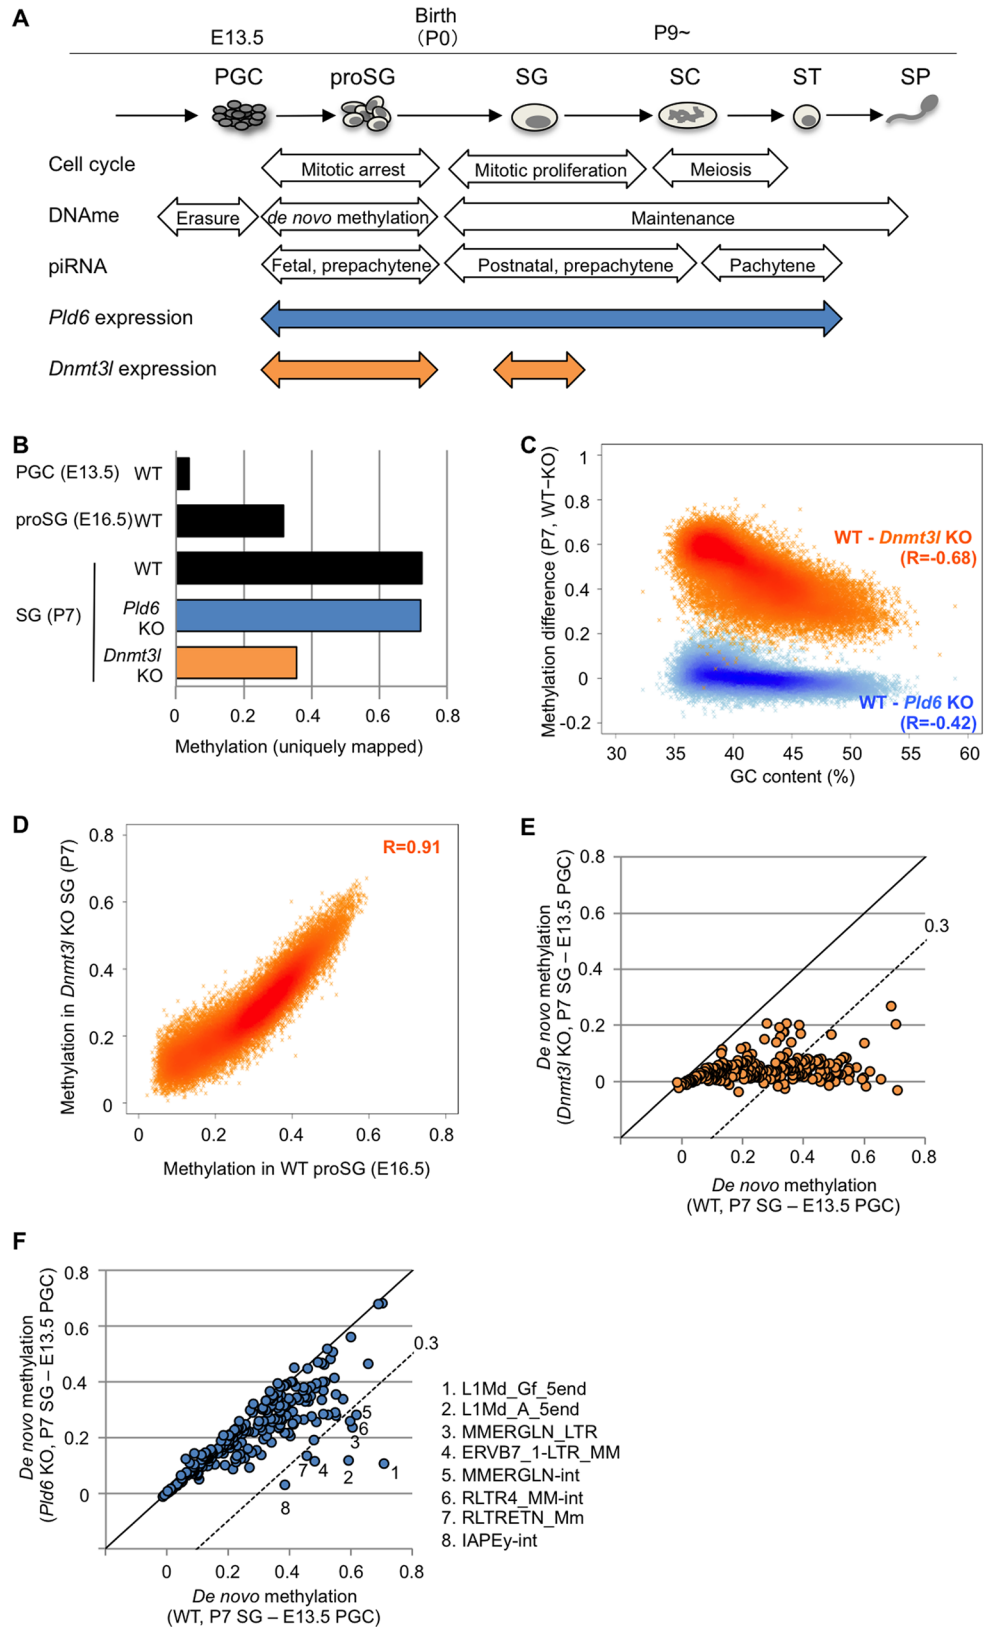 A
E13.5
Birth
(P0)
P9~
PGC
proSG
SG
SC
ST
SP
Cell cycle
Mitotic arrest
Mitotic proliferation
Meiosis
DNAme
Erasure
de novo methylation
Maintenance
piRNA
Fetal, prepachytene
Postnatal, prepachytene
Pachytene
Pld6 expression
Dnmt3l expression
B
PGC (E13.5) WT
proSG (E16.5) WT
WT
SG (P7)
Pld6
KO
Dnmt3l
KO
0 0.2 0.4 0.6 0.8
Methylation (uniquely mapped)
C
Methylation difference (P7, WT−KO)
1
0.8
0.6
0.4
0.2
0
-0.2
WT - Dnmt3l KO
(R=-0.68)
WT - Pld6 KO
(R=-0.42)
30 35 40 45 50 55 60
GC content (%)
D
Methylation in Dnmt3l KO SG (P7)
0.8
0.6
0.4
0.2
0
R=0.91
0 0.2 0.4 0.6 0.8
Methylation in WT proSG (E16.5)
E
De novo methylation
(Dnmt3l KO, P7 SG – E13.5 PGC)
0.8
0.6
0.4
0.2
0
0.3
0 0.2 0.4 0.6 0.8
De novo methylation
(WT, P7 SG – E13.5 PGC)
F
De novo methylation
(Pld6 KO, P7 SG – E13.5 PGC)
0.8
0.6
0.4
0.2
0
0.3
5
6
3
7 4 2 1
8
0 0.2 0.4 0.6 0.8
De novo methylation
(WT, P7 SG – E13.5 PGC)
1. L1Md_Gf_5end
2. L1Md_A_5end
3. MMERGLN_LTR
4. ERVB7_1-LTR_MM
5. MMERGLN-int
6. RLTR4_MM-int
7. RLTRETN_Mm
8. IAPEy-int